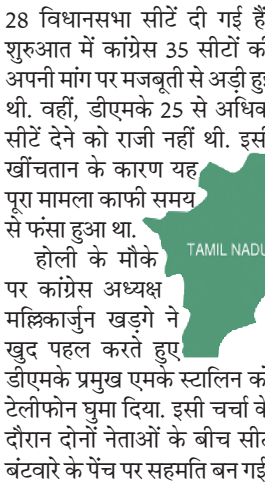 28 विधानसभा सीटें दी गई हैं
शुरुआत में कांग्रेस 35 सीटों की
अपनी मांग पर मजबूती से अड़ी हुई
थी. वहीं, डीएमके 25 से अधिक
सीटें देने को राजी नहीं थी. इसी
खींचतान के कारण यह
पूरा मामला काफी समय
से फंसा हुआ था.
होली के मौके
TAMIL NADU
पर कांग्रेस अध्यक्ष
मल्लिकार्जुन खड़गे ने
खुद पहल करते हुए
डीएमके प्रमुख एमके स्टालिन को
टेलीफोन घुमा दिया. इसी चर्चा के
दौरान दोनों नेताओं के बीच सीट
बंटवारे के पेंच पर सहमति बन गई